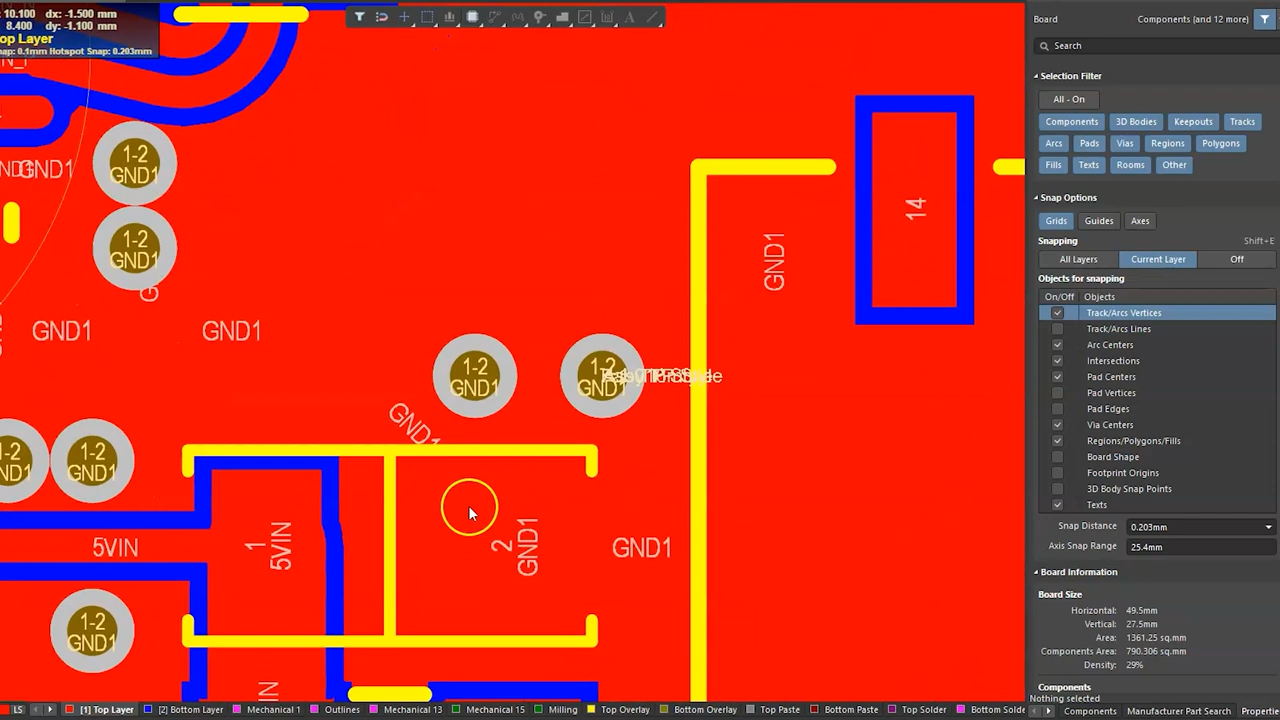 10.100 dx: -1.500 mm
8.400 dy: -1.100 mm
Top Layer
Snap: 0.1mm Hotspot Snap: 0.203mm
GND1
1-2
GND1
1-2
GND1
GND1
GND1
GND1
14
1-2
GND1
1-2
GND1
GND1
1-2
GND1
5VIN
1
5VIN
2
GND1
GND1
1-2
GND1
Board
Components (and 12 more)
Search
Selection Filter
All - On
Components 3D Bodies Keepouts Tracks
Arcs Pads Vias Regions Polygons
Fills Texts Rooms Other
Snap Options
Grids Guides Axes
Snapping Shift+E
All Layers Current Layer Off
Objects for snapping
On/Off Objects
Track/Arcs Vertices
Track/Arcs Lines
Arc Centers
Intersections
Pad Centers
Pad Vertices
Pad Edges
Via Centers
Regions/Polygons/Fills
Board Shape
Footprint Origins
3D Body Snap Points
Texts
Snap Distance 0.203mm
Axis Snap Range 25.4mm
Board Information
Board Size
Horizontal: 49.5mm
Vertical: 27.5mm
Area: 1361.25 sq.mm
Components Area: 790.306 sq.mm
Density: 29%
Components
Nothing selected
LS [1] Top Layer [2] Bottom Layer Mechanical 1 Outlines Mechanical 13 Mechanical 15 Milling Top Overlay Bottom Overlay Top Paste Bottom Paste Top Solder Bottom Solde
Components Manufacturer Part Search Propertie